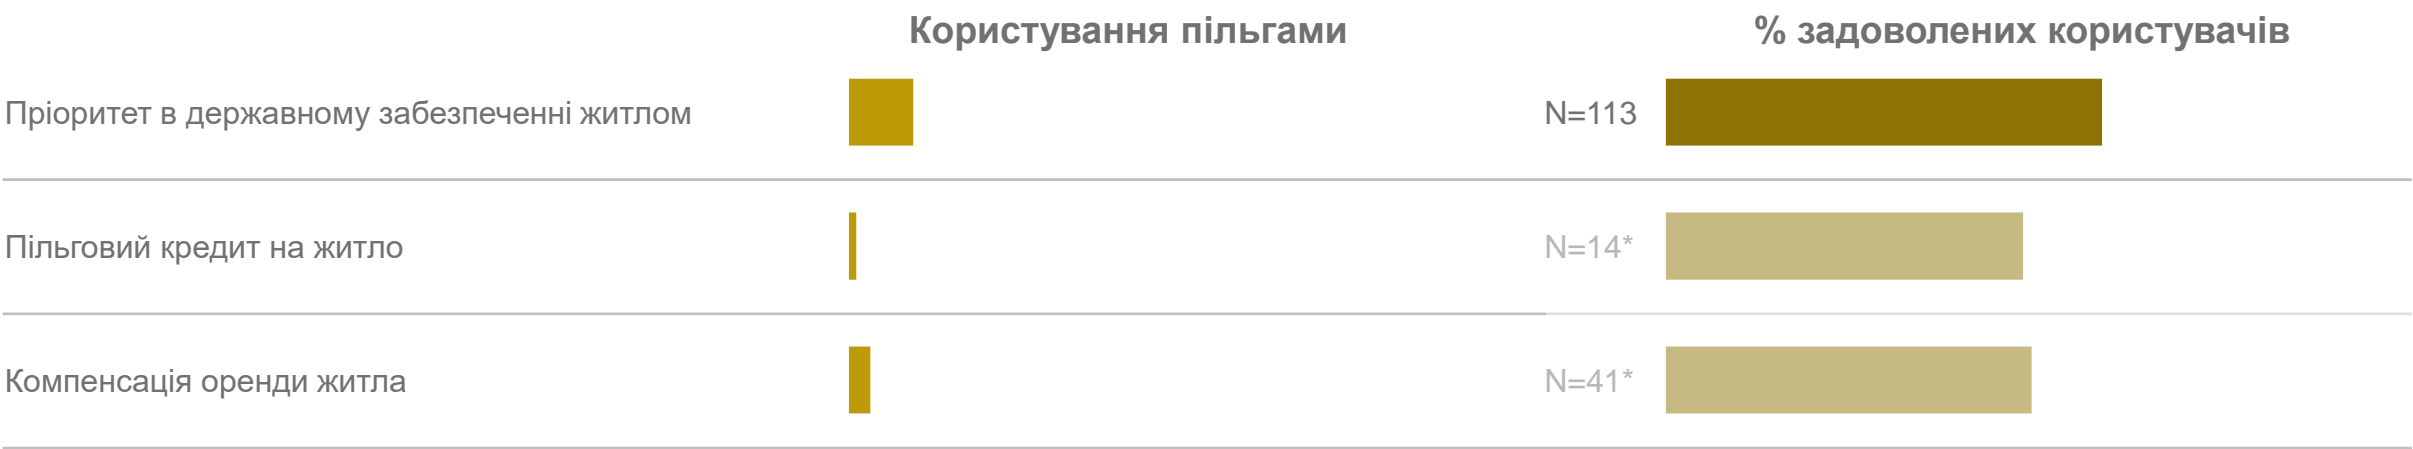 Користування пільгами
% задоволених користувачів
Пріоритет в державному забезпеченні житлом
N=113
Пільговий кредит на житло
N=14*
Компенсація оренди житла
N=41*